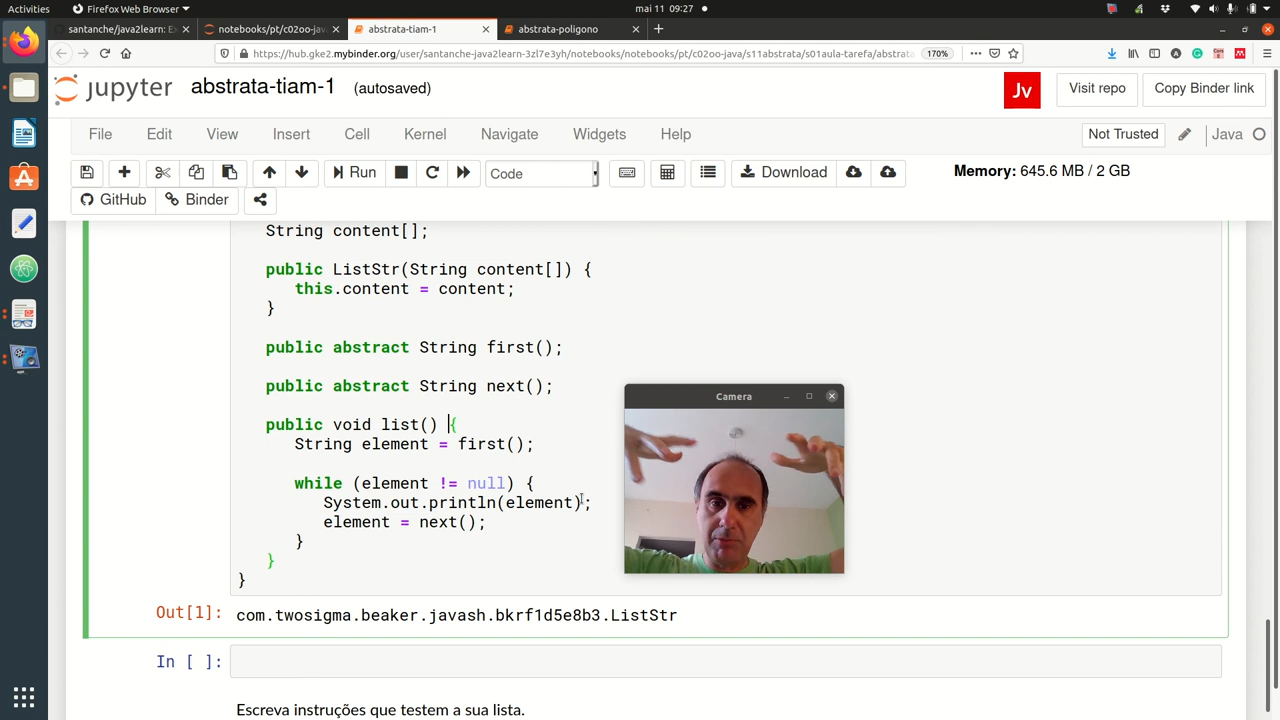 Activities
Firefox Web Browser
mai 11 09:27
santanche/java2learn: Ex
notebooks/pt/c02oo-jav
abstrata-tiam-1
abstrata-poligono
https://hub.gke2.mybinder.org/user/santanche-java2learn-3zl7e3yh/notebooks/notebooks/pt/c02oo-java/s11abstrata/s01aula-tarefa/abstrata
170%
jupyter
abstrata-tiam-1
(autosaved)
Jv
Visit repo
Copy Binder link
File Edit View Insert Cell Kernel Navigate Widgets Help
Not Trusted
Java
Run
Code
Download
Memory: 645.6 MB / 2 GB
GitHub
Binder
String content[];
public ListStr(String content[]) {
this.content = content;
}
public abstract String first();
public abstract String next();
public void list() {
String element = first();
while (element != null) {
System.out.println(element);
element = next();
}
}
}
Camera
Out[1]: com.twosigma.beaker.javash.bkrf1d5e8b3.ListStr
In [ ]:
Escreva instruções que testem a sua lista.